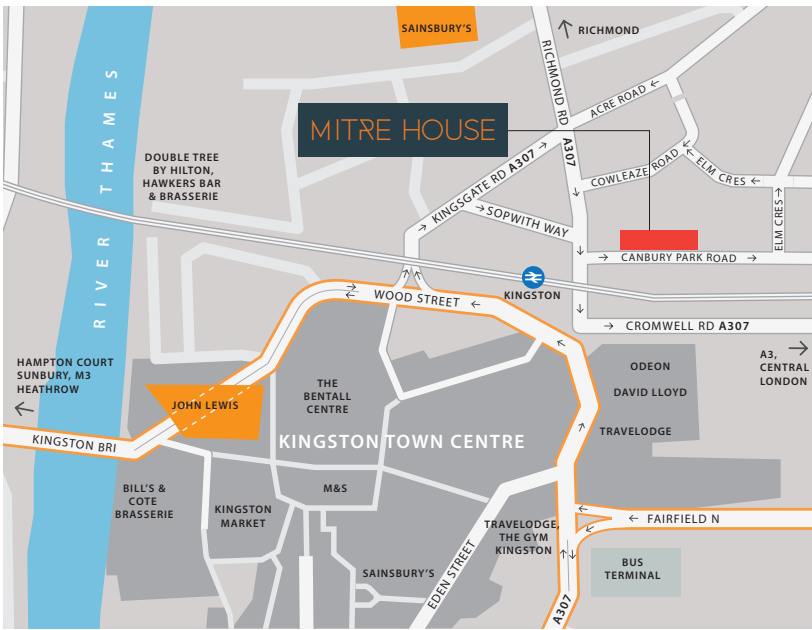 SAINSBURY'S
RICHMOND
RICHMOND RD
ACRE ROAD
MITRE HOUSE
A307
RIVER THAMES
DOUBLE TREE
BY HILTON,
HAWKERS BAR
& BRASSERIE
KINGSGATE RD A307
COWLEAZE ROAD
ELM CRES
SOPWITH WAY
ELM CRES
CANBURY PARK ROAD
KINGSTON
WOOD STREET
CROMWELL RD A307
HAMPTON COURT
SUNBURY, M3
HEATHROW
A3,
CENTRAL
LONDON
ODEON
DAVID LLOYD
TRAVELODGE
THE
BENTALL
CENTRE
JOHN LEWIS
KINGSTON TOWN CENTRE
KINGSTON BRI
BILL'S &
COTE
BRASSERIE
M&S
KINGSTON
MARKET
TRAVELODGE,
THE GYM
KINGSTON
FAIRFIELD N
BUS
TERMINAL
SAINSBURY'S
EDEN STREET
A307